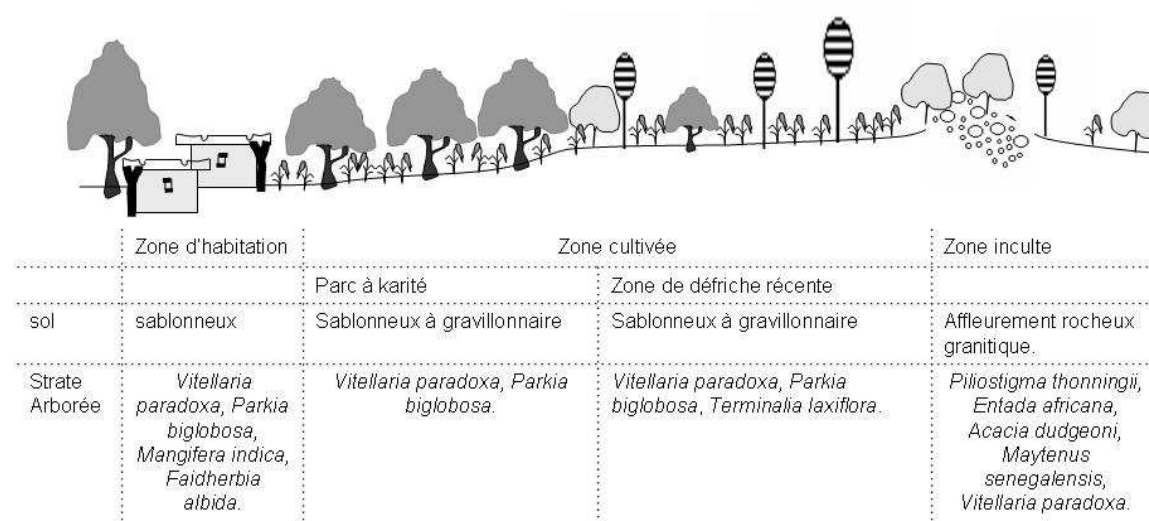 Zone d'habitation
Zone cultivée
Zone inculte
Parc à karité
Zone de défriche récente
sol
sablonneux
Sablonneux à gravillonnaire
Sablonneux à gravillonnaire
Affleurement rocheux
granitique.
Strate
Arborée
Vitellaria
paradoxa, Parkia
biglobosa,
Mangifera indica,
Faidherbia
albida.
Vitellaria paradoxa, Parkia
biglobosa.
Vitellaria paradoxa, Parkia
biglobosa, Terminalia laxiflora.
Piliostigma thonningii,
Entada africana,
Acacia dudgeoni,
Maytenus
senegalensis,
Vitellaria paradoxa.